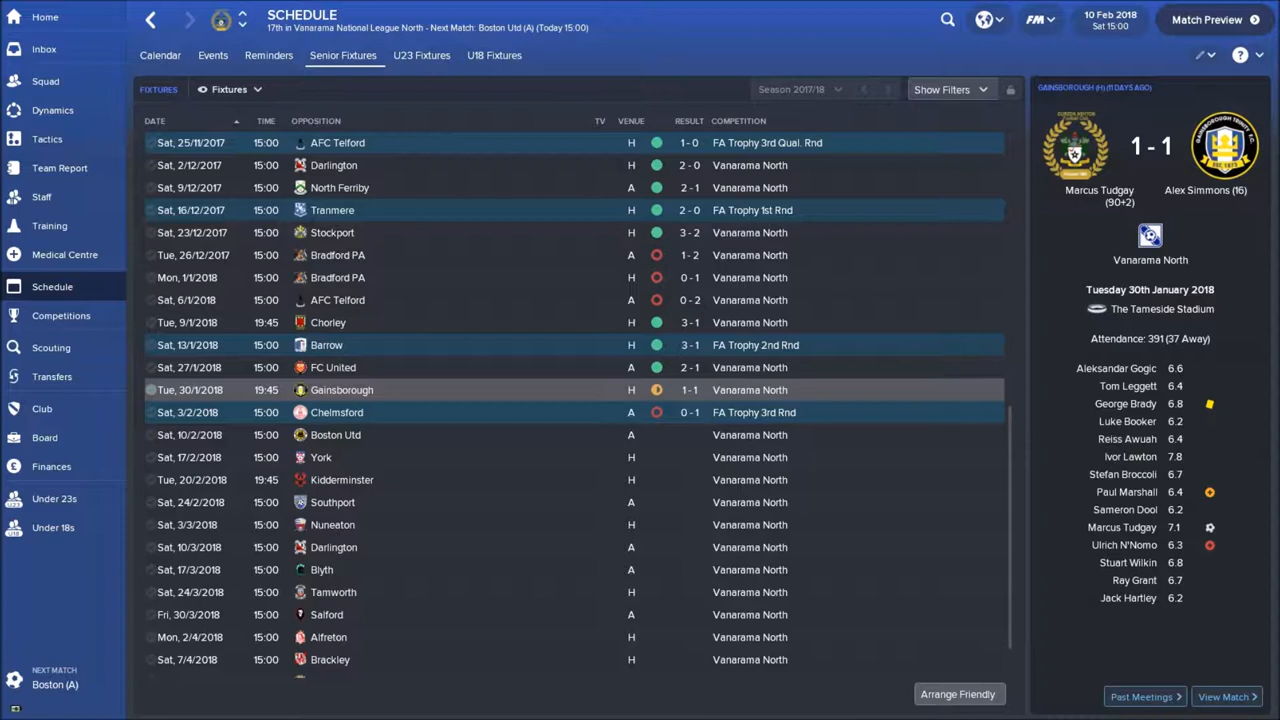 Home
Inbox
Squad
Dynamics
Tactics
Team Report
Staff
Training
Medical Centre
Schedule
Competitions
Scouting
Transfers
Club
Board
Finances
Under 23s
Under 18s
NEXT MATCH
Boston (A)
SCHEDULE
17th in Vanarama National League North - Next Match: Boston Utd (A) (Today 15:00)
FM
10 Feb 2018
Sat 15:00
Match Preview
Calendar Events Reminders Senior Fixtures U23 Fixtures U18 Fixtures
?
FIXTURES Fixtures Season 2017/18 Show Filters
DATE TIME OPPOSITION TV VENUE RESULT COMPETITION
Sat, 25/11/2017 15:00 AFC Telford H 1-0 FA Trophy 3rd Qual. Rnd
Sat, 2/12/2017 15:00 Darlington H 2-0 Vanarama North
Sat, 9/12/2017 15:00 North Ferriby A 2-1 Vanarama North
Sat, 16/12/2017 15:00 Tranmere H 2-0 FA Trophy 1st Rnd
Sat, 23/12/2017 15:00 Stockport H 3-2 Vanarama North
Tue, 26/12/2017 15:00 Bradford PA A 1-2 Vanarama North
Mon, 1/1/2018 15:00 Bradford PA H 0-1 Vanarama North
Sat, 6/1/2018 15:00 AFC Telford A 0-2 Vanarama North
Tue, 9/1/2018 19:45 Chorley H 3-1 Vanarama North
Sat, 13/1/2018 15:00 Barrow H 3-1 FA Trophy 2nd Rnd
Sat, 27/1/2018 15:00 FC United A 2-1 Vanarama North
Tue, 30/1/2018 19:45 Gainsborough H 1-1 Vanarama North
Sat, 3/2/2018 15:00 Chelmsford A 0-1 FA Trophy 3rd Rnd
Sat, 10/2/2018 15:00 Boston Utd A Vanarama North
Sat, 17/2/2018 15:00 York H Vanarama North
Tue, 20/2/2018 19:45 Kidderminster H Vanarama North
Sat, 24/2/2018 15:00 Southport A Vanarama North
Sat, 3/3/2018 15:00 Nuneaton H Vanarama North
Sat, 10/3/2018 15:00 Darlington A Vanarama North
Sat, 17/3/2018 15:00 Blyth A Vanarama North
Sat, 24/3/2018 15:00 Tamworth H Vanarama North
Fri, 30/3/2018 15:00 Salford A Vanarama North
Mon, 2/4/2018 15:00 Alfreton H Vanarama North
Sat, 7/4/2018 15:00 Brackley H Vanarama North
Arrange Friendly
GAINSBOROUGH (H) (11 DAYS AGO)
1 - 1
Marcus Tudgay Alex Simmons (16)
(90+2)
Vanarama North
Tuesday 30th January 2018
The Tameside Stadium
Attendance: 391 (37 Away)
Aleksandar Gogic 6.6
Tom Leggett 6.4
George Brady 6.8
Luke Booker 6.2
Reiss Awuah 6.4
Ivor Lawton 7.8
Stefan Broccoli 6.7
Paul Marshall 6.4
Sameron Dool 6.2
Marcus Tudgay 7.1
Ulrich N'Nomo 6.3
Stuart Wilkin 6.8
Ray Grant 6.7
Jack Hartley 6.2
Past Meetings View Match